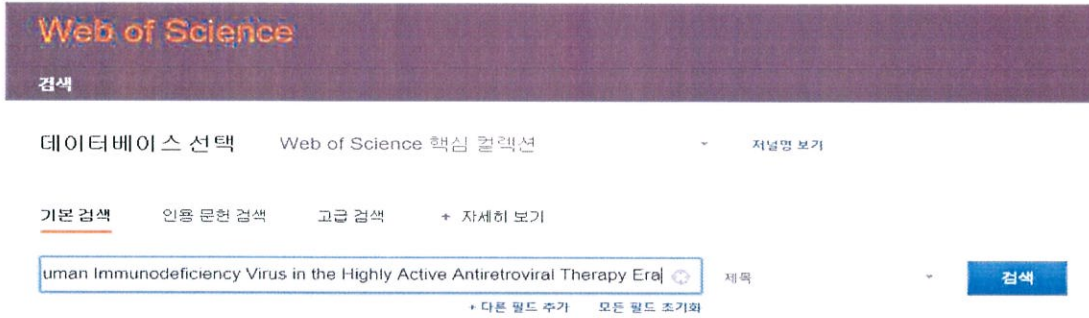 Web of Science
검색
데이터베이스 선택 Web of Science 핵심 컬렉션 저널명 보기
기본 검색 인용 문헌 검색 고급 검색 + 자세히 보기
uman Immunodeficiency Virus in the Highly Active Antiretroviral Therapy Era 제목 검색
+ 다른 필드 추가 모든 필드 초기화